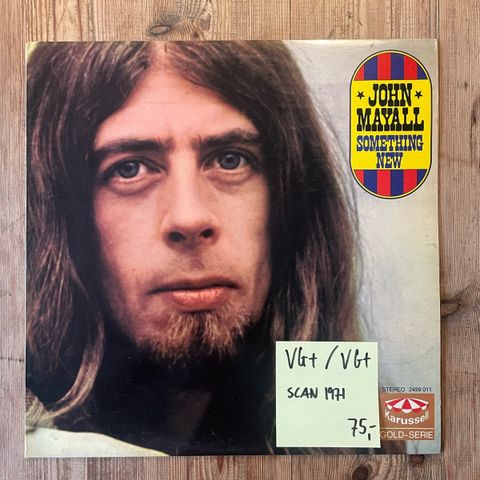 JOHN
MAYALL
SOMETHING
NEW
VG+ / VG+
SCAN 1971
75,-
STEREO 2499 011
Karussell
GOLD-SERIE